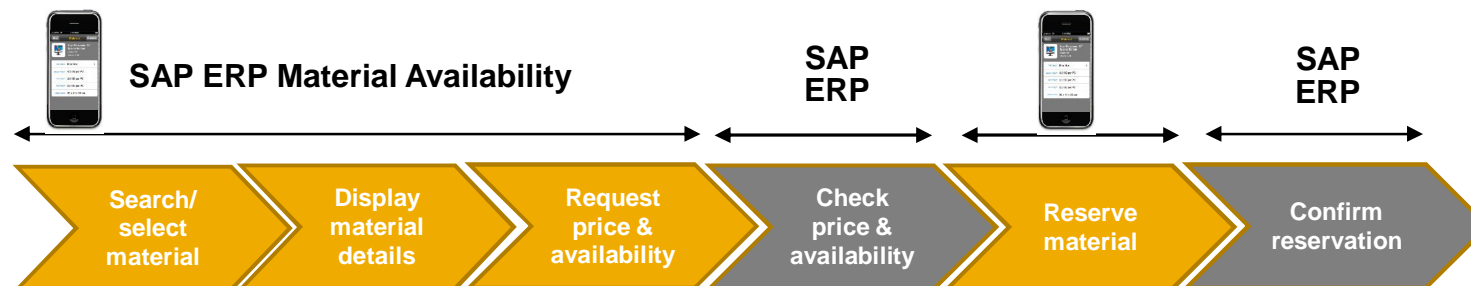 SAP ERP Material Availability
SAP
ERP
SAP
ERP
Search/
select
material
Display
material
details
Request
price &
availability
Check
price &
availability
Reserve
material
Confirm
reservation